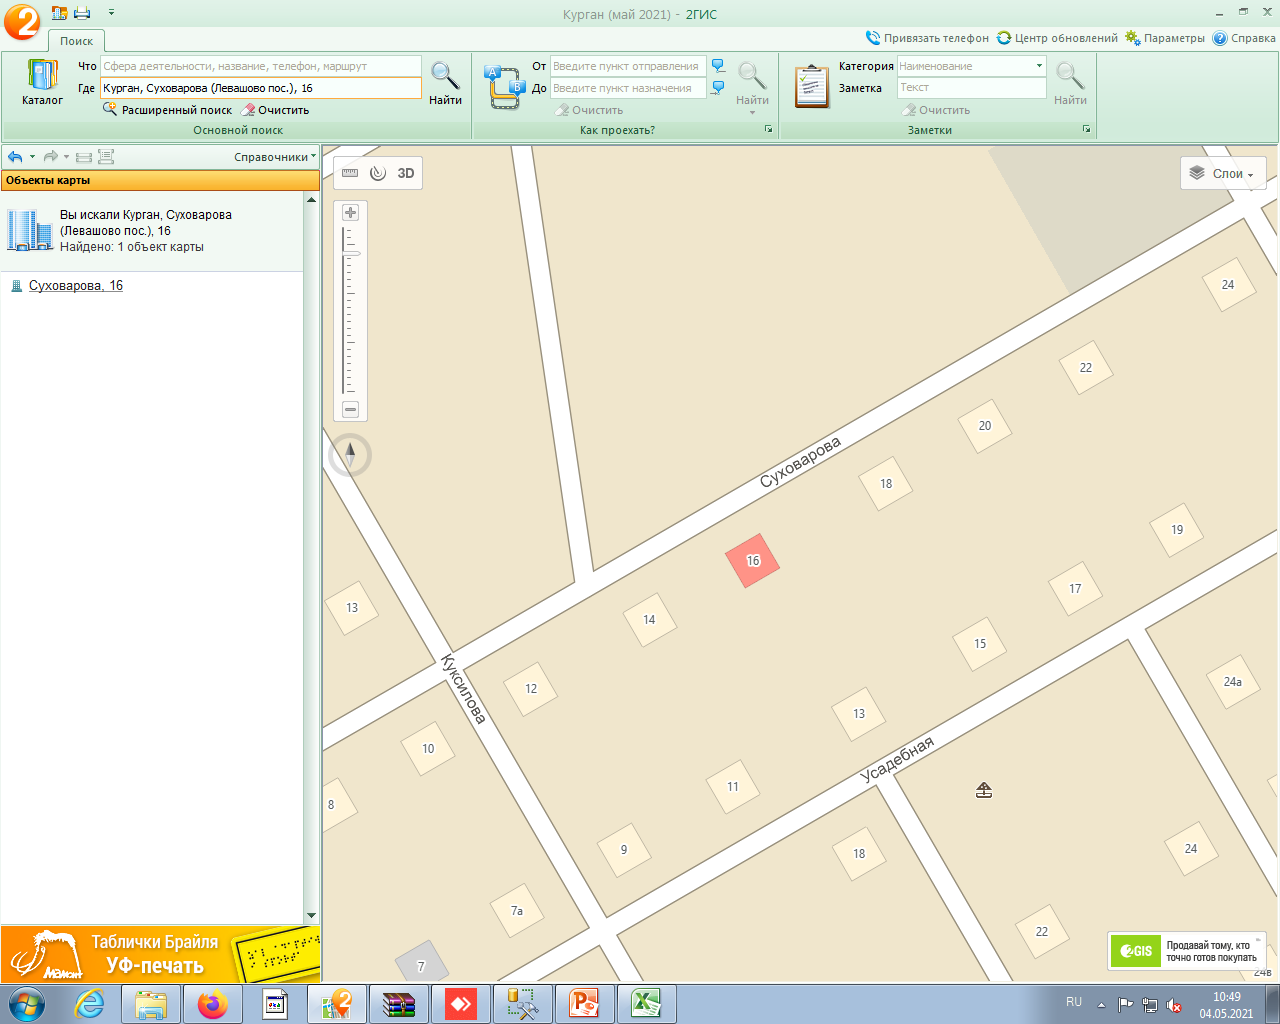 Курган (май 2021) - 2ГИС
Поиск
Привязать телефон
Центр обновлений
Параметры
Справка
Каталог
Что
Сфера деятельности, название, телефон, маршрут
Где
Курган, Суховарова (Левашово пос.), 16
Расширенный поиск
Очистить
Найти
Основной поиск
A
B
От
Введите пункт отправления
До
Введите пункт назначения
Очистить
Найти
Как проехать?
Категория
Наименование
Заметка
Текст
Очистить
Найти
Заметки
Справочники
Объекты карты
Вы искали Курган, Суховарова
(Левашово пос.), 16
Найдено: 1 объект карты
Суховарова, 16
3D
Слои
24
22
20
Суховарова
18
19
16
17
13
14
15
Куксилова
12
24а
13
10
Усадебная
11
8
9
18
24
7а
22
7
24в
2GIS
Продавай тому, кто
точно готов покупать
Мамонт
Таблички Брайля
УФ-печать
RU
10:49
04.05.2021